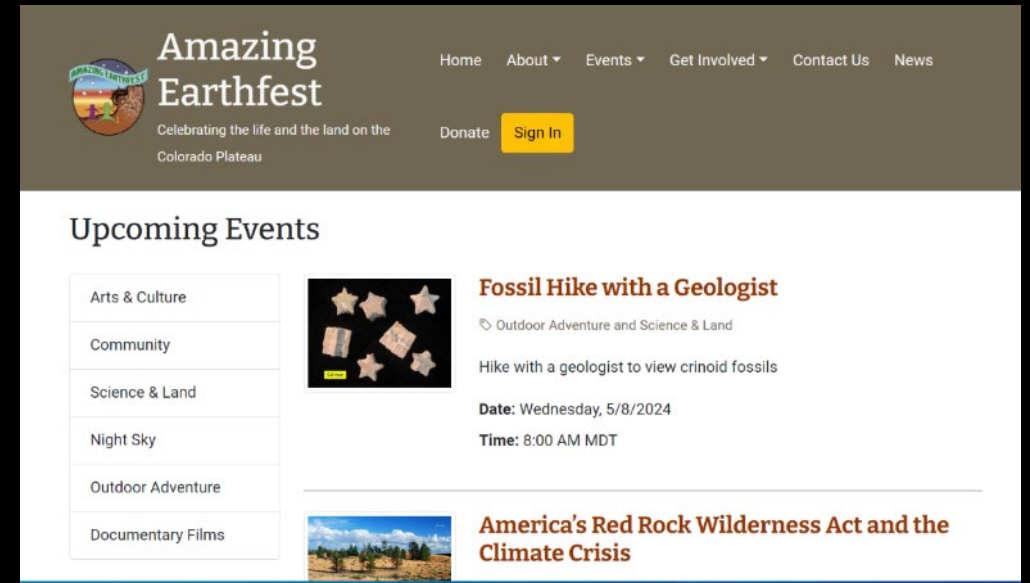 AMAZING EARTHFEST
Amazing
Earthfest
Celebrating the life and the land on the
Colorado Plateau
Home About Events Get Involved Contact Us News
Donate Sign In
Upcoming Events
Arts & Culture
Community
Science & Land
Night Sky
Outdoor Adventure
Documentary Films
Fossil Hike with a Geologist
Outdoor Adventure and Science & Land
Hike with a geologist to view crinoid fossils
Date: Wednesday, 5/8/2024
Time: 8:00 AM MDT
America's Red Rock Wilderness Act and the
Climate Crisis